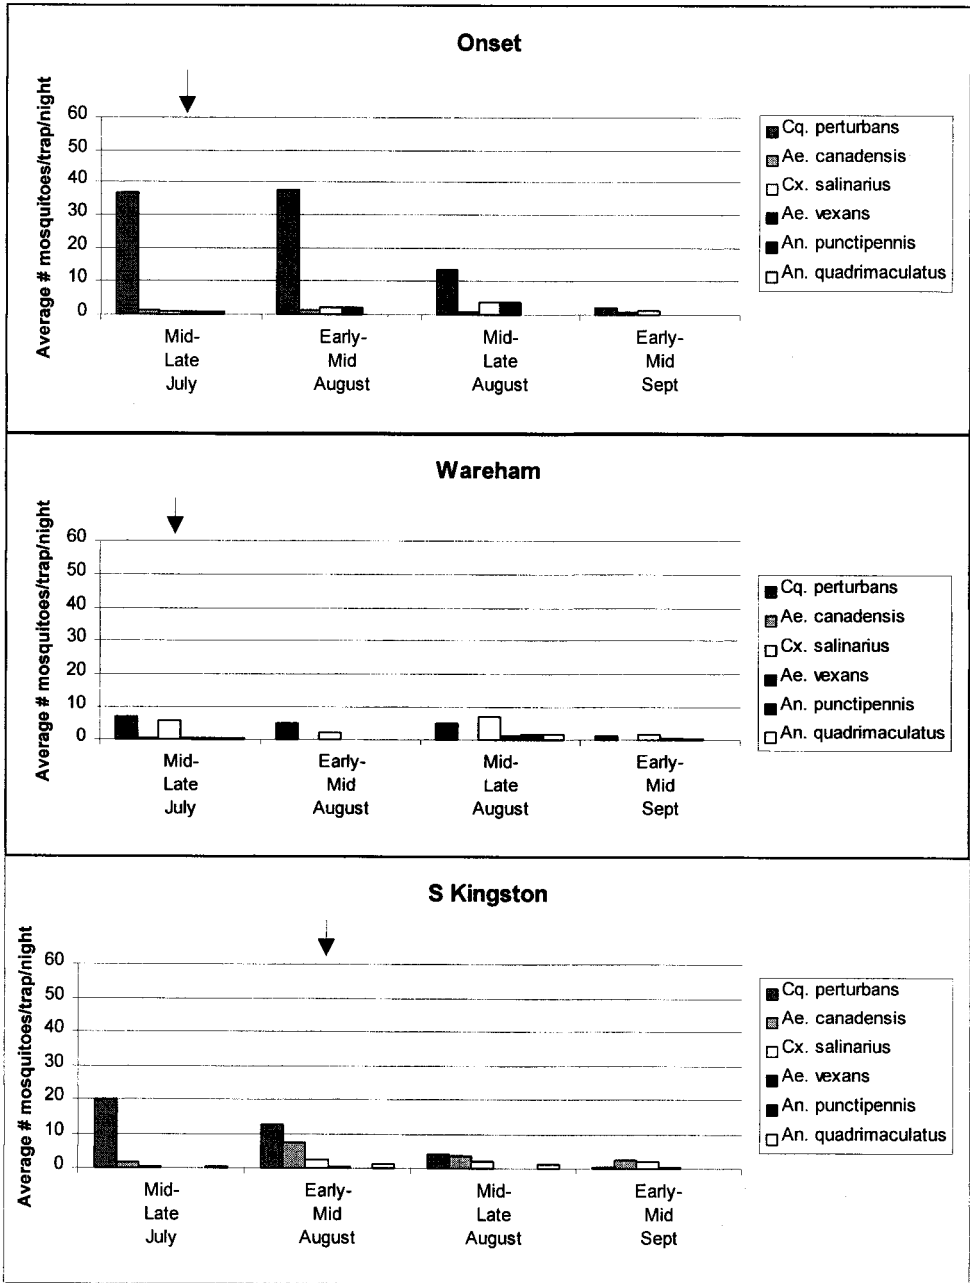 Onset
Average # mosquitoes/trap/night
60
50
40
30
20
10
0
Mid-
Late
July
Early-
Mid
August
Mid-
Late
August
Early-
Mid
Sept
Cq. perturbans
Ae. canadensis
Cx. salinarius
Ae. vexans
An. punctipennis
An. quadrimaculatus
Wareham
Average # mosquitoes/trap/night
60
50
40
30
20
10
0
Mid-
Late
July
Early-
Mid
August
Mid-
Late
August
Early-
Mid
Sept
Cq. perturbans
Ae. canadensis
Cx. salinarius
Ae. vexans
An. punctipennis
An. quadrimaculatus
S Kingston
Average # mosquitoes/trap/night
60
50
40
30
20
10
0
Mid-
Late
July
Early-
Mid
August
Mid-
Late
August
Early-
Mid
Sept
Cq. perturbans
Ae. canadensis
Cx. salinarius
Ae. vexans
An. punctipennis
An. quadrimaculatus